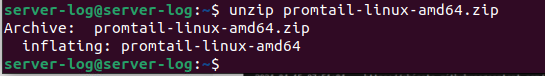 server-log@server-log:~$ unzip promtail-linux-amd64.zip
Archive:  promtail-linux-amd64.zip
  inflating: promtail-linux-amd64
server-log@server-log:~$